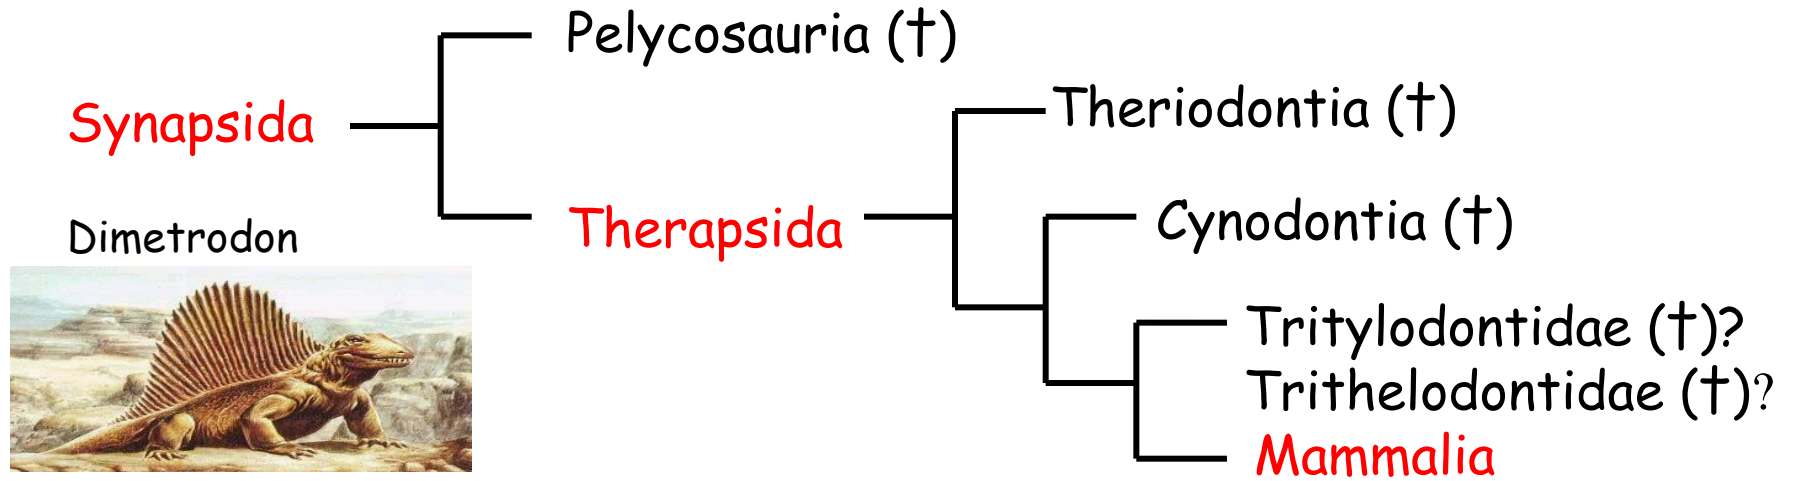 Pelycosauria (†)
Synapsida
Theriodontia (†)
Therapsida
Cynodontia (†)
Dimetrodon
Tritylodontidae (†)?
Trithelodontidae (†)?
Mammalia